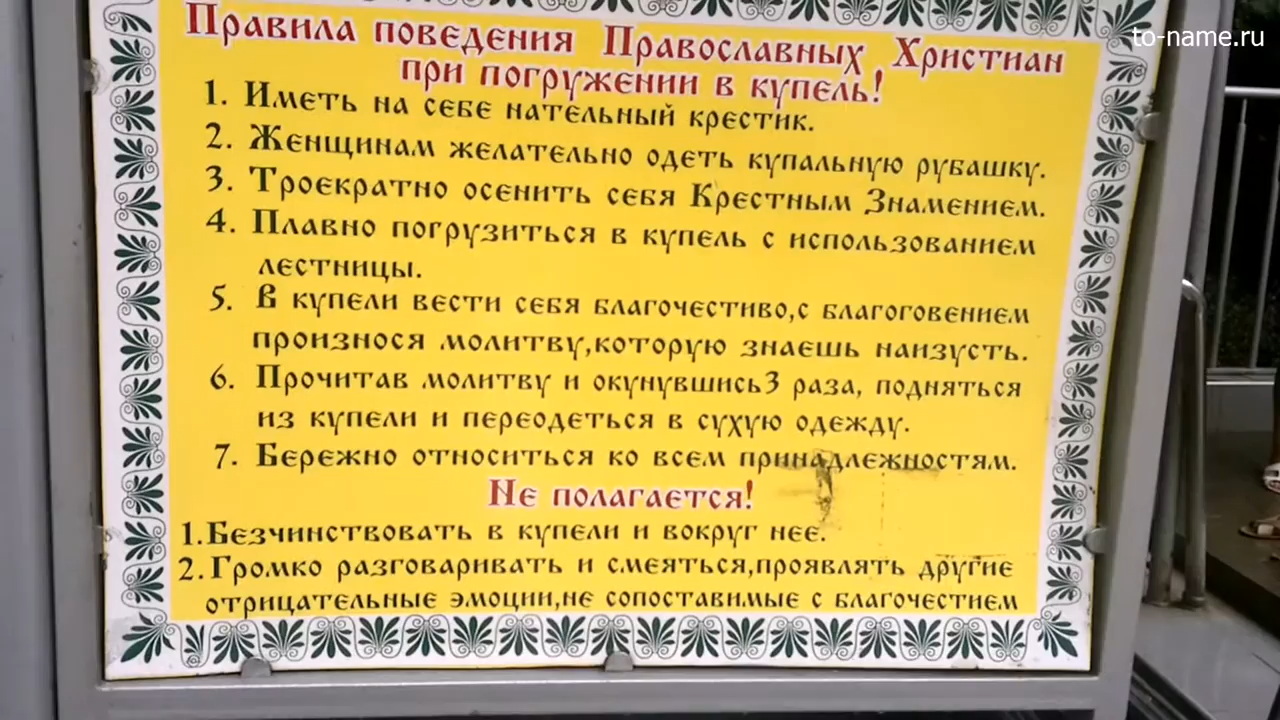 to-name.ru
Правила поведения Православных Христиан
при погружении в купель!
1. Иметь на себе нательный крестик.
2. Женщинам желательно одеть купальную рубашку.
3. Троекратно осенить себя Крестным Знамением.
4. Плавно погрузиться в купель с использованием
лестницы.
5. В купели вести себя благочестиво,с благоговением
произнося молитву,которую знаешь наизусть.
6. Прочитав молитву и окунувшись3 раза, подняться
из купели и переодеться в сухую одежду.
7. Бережно относиться ко всем принадлежностям.
Не полагается!
1.Безчинствовать в купели и вокруг нее.
2.Громко разговаривать и смеяться,проявлять другие
отрицательные эмоции,не сопоставимые с благочестием